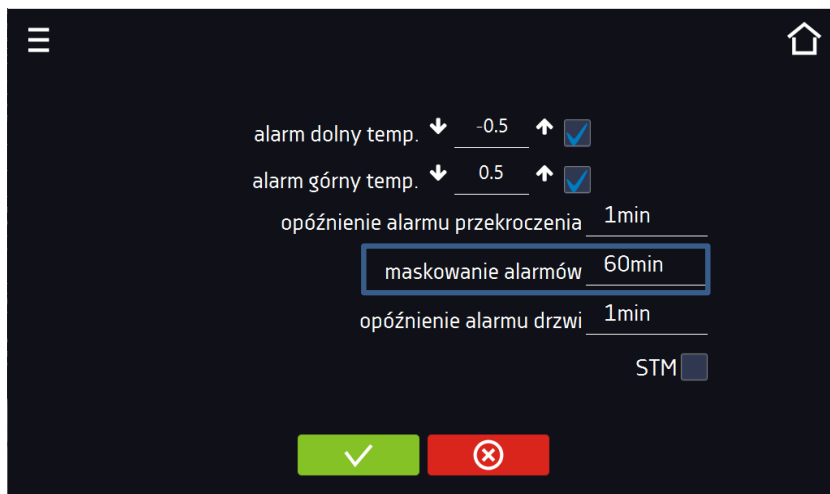 alarm dolny temp. -0.5
alarm górny temp. 0.5
opóźnienie alarmu przekroczenia 1min
maskowanie alarmów 60min
opóźnienie alarmu drzwi 1min
STM